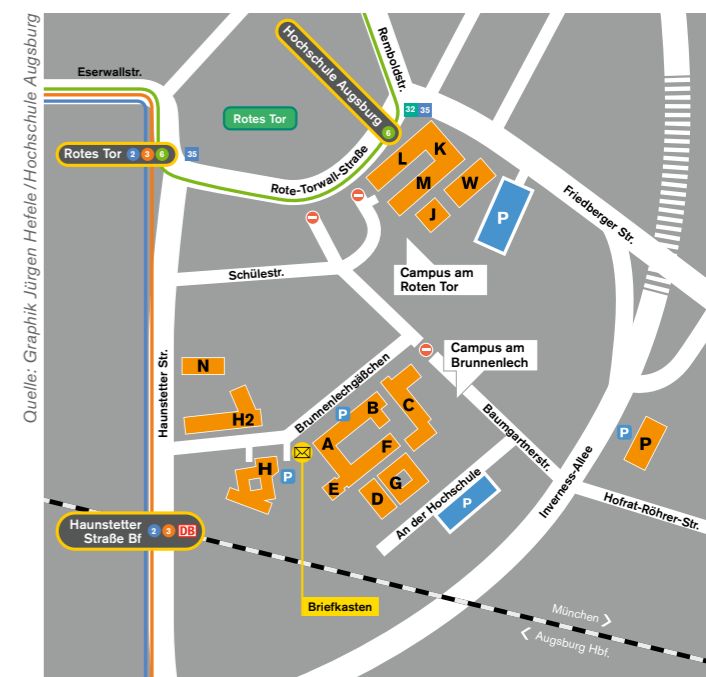 Quelle: Graphik Jürgen Hefele/Hochschule Augsburg
Eserwallstr.
Remboldstr.
Hochschule Augsburg 6
Rotes Tor
32 35
Rotes Tor 2 3 6
35
Rote-Torwall-Straße
L
K
M
W
J
P
Friedberger Str.
Schülestr.
Campus am
Roten Tor
Campus am
Brunnenlech
Haunstetter Str.
N
H2
Brunnenlechgäßchen
P
A
B
C
F
E
D
G
H
P
Baumgartnerstr.
An der Hochschule
P
Inverness-Allee
P
P
Hofrat-Röhrer-Str.
Haunstetter
Straße Bf
2 3 DB
Briefkasten
München
Augsburg Hbf.